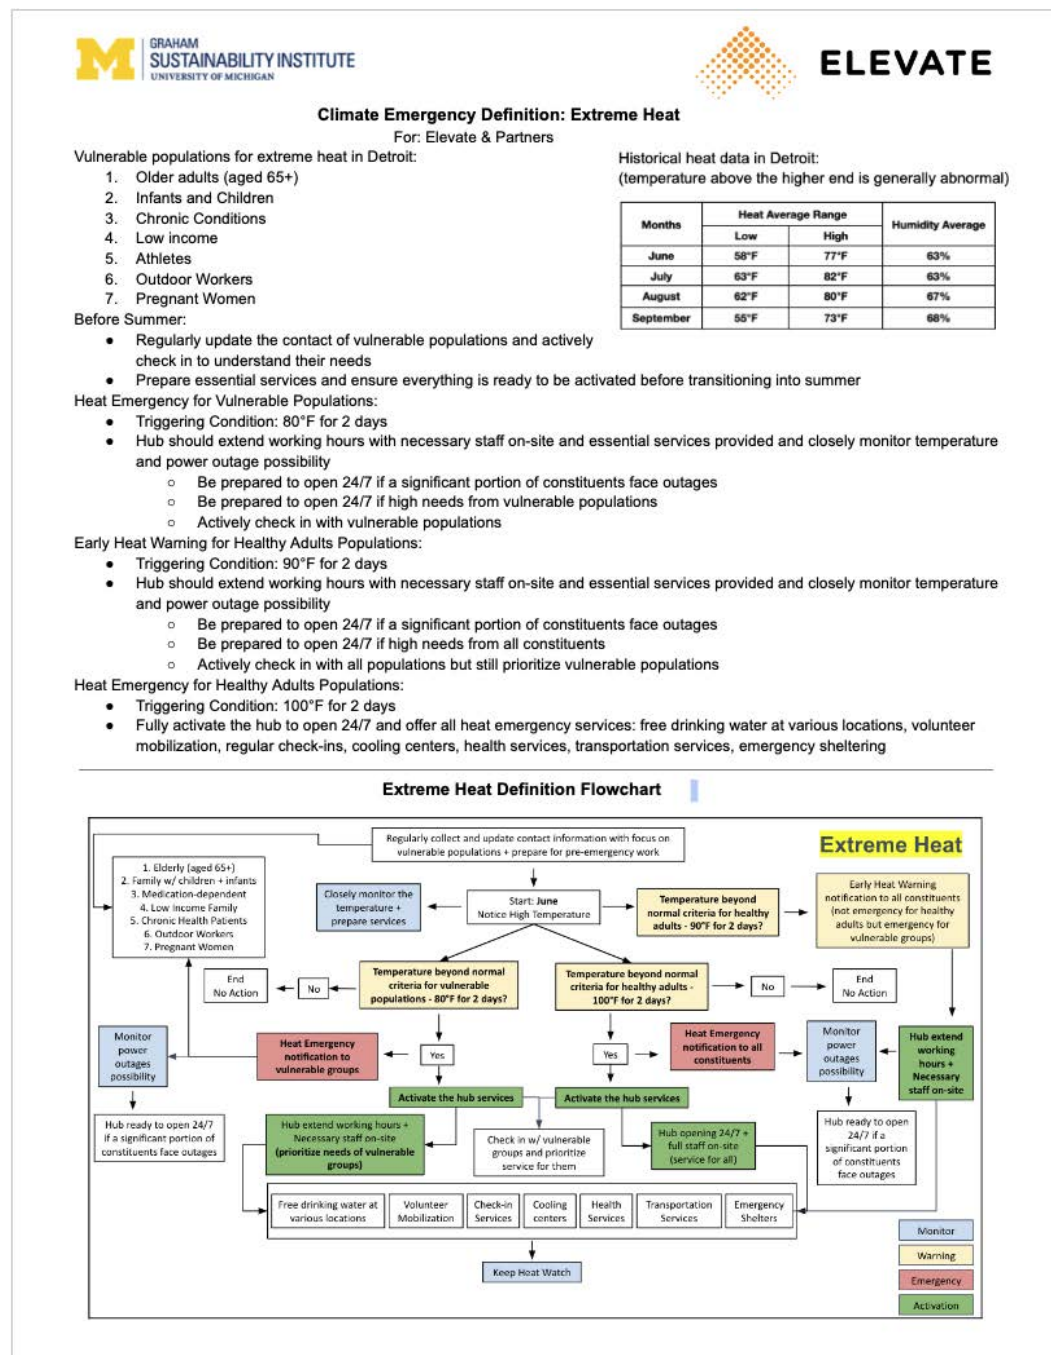 GRAHAM
SUSTAINABILITY INSTITUTE
UNIVERSITY OF MICHIGAN
ELEVATE
Climate Emergency Definition: Extreme Heat
For: Elevate & Partners
Vulnerable populations for extreme heat in Detroit:
1. Older adults (aged 65+)
2. Infants and Children
3. Chronic Conditions
4. Low income
5. Athletes
6. Outdoor Workers
7. Pregnant Women
Historical heat data in Detroit:
(temperature above the higher end is generally abnormal)
Months Heat Average Range Humidity Average
Low High
June 58°F 77°F 63%
July 63°F 82°F 63%
August 62°F 80°F 67%
September 55°F 73°F 68%
Before Summer:
● Regularly update the contact of vulnerable populations and actively
check in to understand their needs
● Prepare essential services and ensure everything is ready to be activated before transitioning into summer
Heat Emergency for Vulnerable Populations:
● Triggering Condition: 80°F for 2 days
● Hub should extend working hours with necessary staff on-site and essential services provided and closely monitor temperature
and power outage possibility
○ Be prepared to open 24/7 if a significant portion of constituents face outages
○ Be prepared to open 24/7 if high needs from vulnerable populations
○ Actively check in with vulnerable populations
Early Heat Warning for Healthy Adults Populations:
● Triggering Condition: 90°F for 2 days
● Hub should extend working hours with necessary staff on-site and essential services provided and closely monitor temperature
and power outage possibility
○ Be prepared to open 24/7 if a significant portion of constituents face outages
○ Be prepared to open 24/7 if high needs from all constituents
○ Actively check in with all populations but still prioritize vulnerable populations
Heat Emergency for Healthy Adults Populations:
● Triggering Condition: 100°F for 2 days
● Fully activate the hub to open 24/7 and offer all heat emergency services: free drinking water at various locations, volunteer
mobilization, regular check-ins, cooling centers, health services, transportation services, emergency sheltering
Extreme Heat Definition Flowchart
Regularly collect and update contact information with focus on
vulnerable populations + prepare for pre-emergency work
Extreme Heat
1. Elderly (aged 65+)
2. Family w/ children + infants
3. Medication-dependent
4. Low Income Family
5. Chronic Health Patients
6. Outdoor Workers
7. Pregnant Women
Closely monitor the
temperature +
prepare services
Start: June
Notice High Temperature
Temperature beyond
normal criteria for healthy
adults - 90°F for 2 days?
Early Heat Warning
notification to all constituents
(not emergency for healthy
adults but emergency for
vulnerable groups)
End
No Action
No
Temperature beyond normal
criteria for vulnerable
populations - 80°F for 2 days?
Temperature beyond normal
criteria for healthy adults -
100°F for 2 days?
No
End
No Action
Monitor
power
outages
possibility
Heat Emergency
notification to
vulnerable groups
Yes
Yes
Heat Emergency
notification to all
constituents
Monitor
power
outages
possibility
Hub extend
working
hours +
Necessary
staff on-site
Activate the hub services
Activate the hub services
Hub ready to open 24/7
if a significant portion of
constituents face outages
Hub extend working hours +
Necessary staff on-site
(prioritize needs of vulnerable
groups)
Check in w/ vulnerable
groups and prioritize
service for them
Hub opening 24/7 +
full staff on-site
(service for all)
Hub ready to open
24/7 if a
significant portion
of constituents
face outages
Free drinking water at
various locations
Volunteer
Mobilization
Check-in
Services
Cooling
centers
Health
Services
Transportation
Services
Emergency
Shelters
Keep Heat Watch
Monitor
Warning
Emergency
Activation